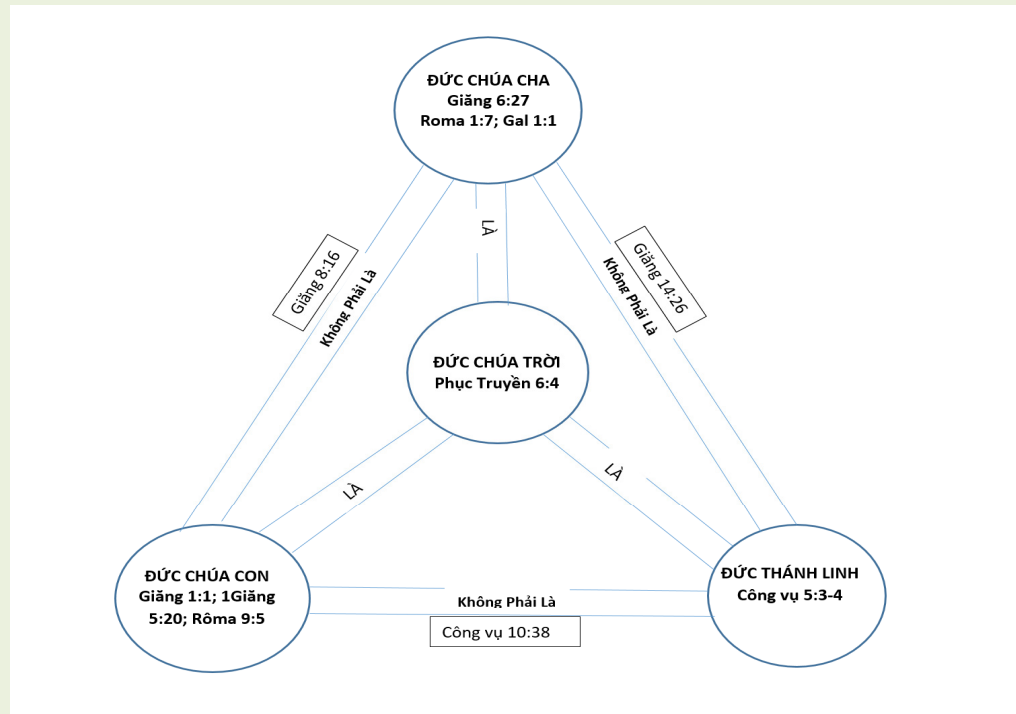 ĐỨC CHÚA CHA
Giăng 6:27
Roma 1:7; Gal 1:1
LÀ
Giăng 8:16
Không Phải Là
Giăng 14:26
Không Phải Là
ĐỨC CHÚA TRỜI
Phục Truyền 6:4
LÀ
LÀ
ĐỨC CHÚA CON
Giăng 1:1; 1Giăng
5:20; Rôma 9:5
Không Phải Là
Công vụ 10:38
ĐỨC THÁNH LINH
Công vụ 5:3-4